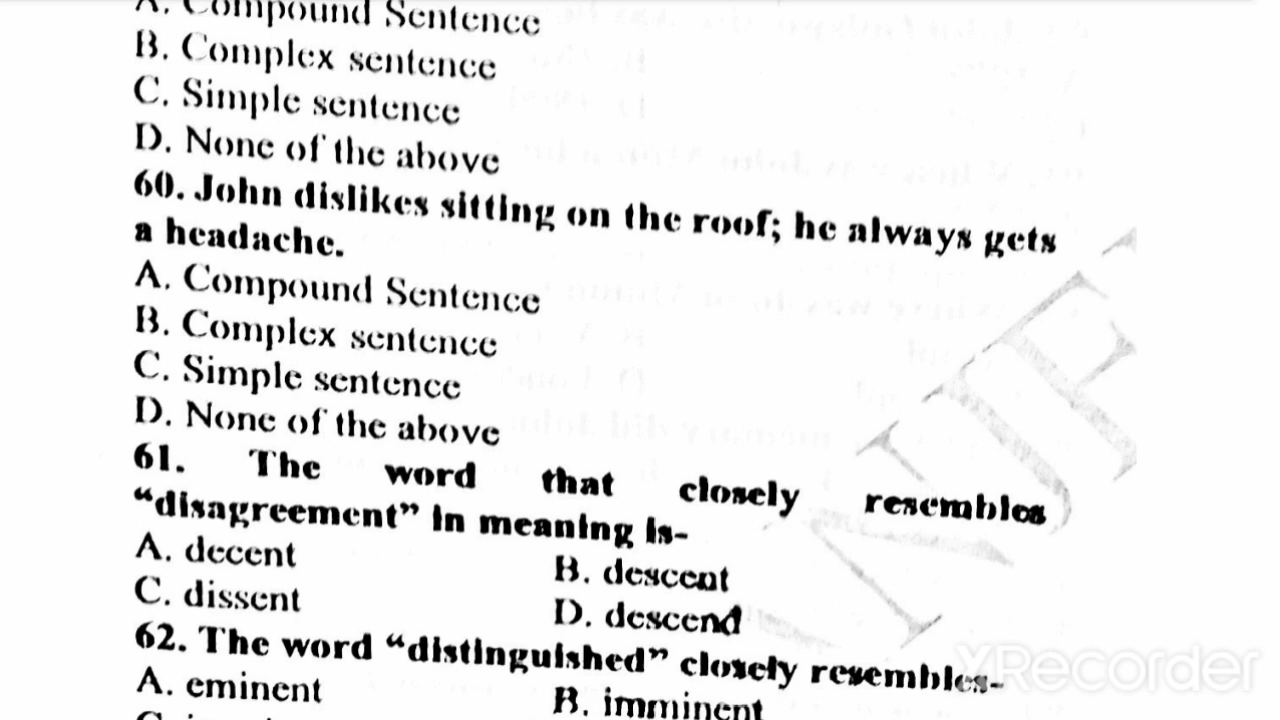 A. Compound Sentence
B. Complex sentence
C. Simple sentence
D. None of the above
60. John dislikes sitting on the roof; he always gets
a headache.
A. Compound Sentence
B. Complex sentence
C. Simple sentence
D. None of the above
61. The word that closely resembles
“disagreement” in meaning is-
A. decent B. descent
C. dissent D. descend
62. The word “distinguished” closely resembles-
A. eminent B. imminent
XRecorder